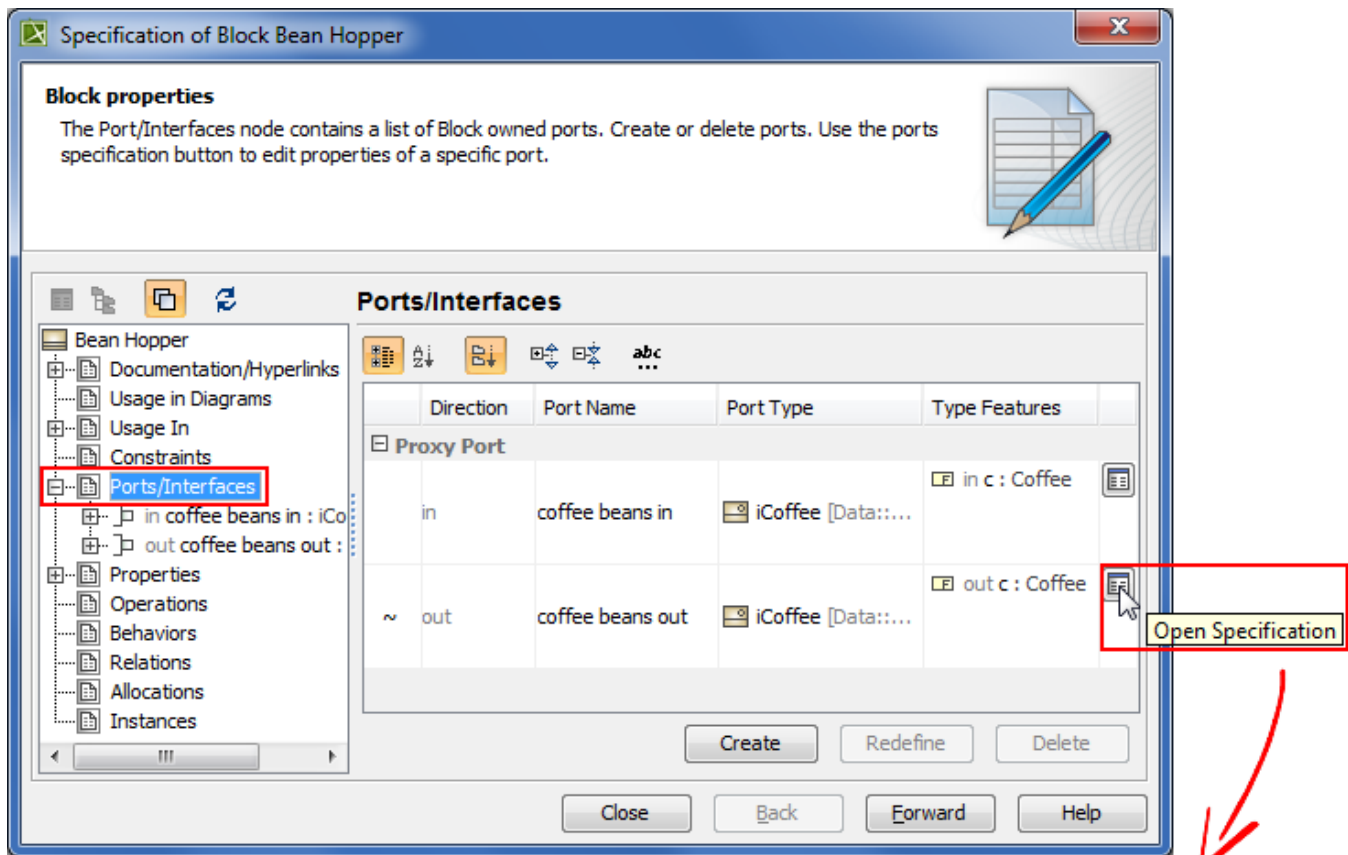 Specification of Block Bean Hopper
Block properties
The Port/Interfaces node contains a list of Block owned ports. Create or delete ports. Use the ports
specification button to edit properties of a specific port.
Ports/Interfaces
Bean Hopper
Documentation/Hyperlinks
Usage in Diagrams
Usage In
Constraints
Ports/Interfaces
in coffee beans in : iCo
out coffee beans out :
Properties
Operations
Behaviors
Relations
Allocations
Instances
abc
Direction Port Name Port Type Type Features
Proxy Port
in coffee beans in iCoffee [Data::... in c : Coffee
~ out coffee beans out iCoffee [Data::... out c : Coffee
Open Specification
Create Redefine Delete
Close Back Forward Help